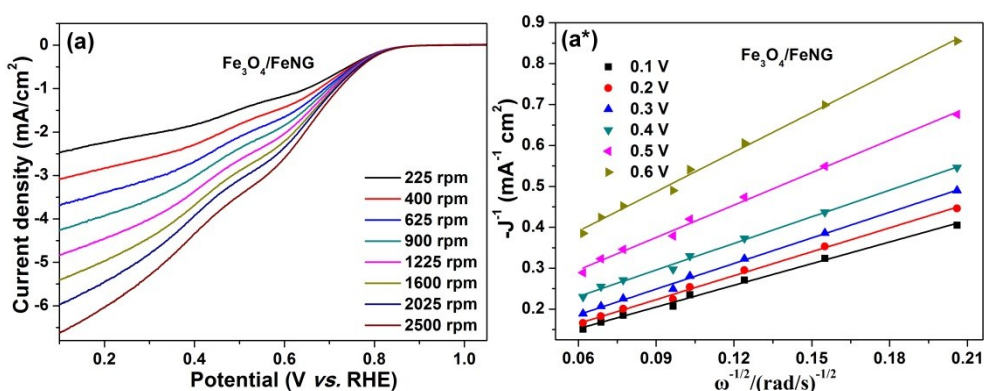 (a)
Fe₃O₄/FeNG
Current density (mA/cm²)
0
-1
-2
-3
-4
-5
-6
225 rpm
400 rpm
625 rpm
900 rpm
1225 rpm
1600 rpm
2025 rpm
2500 rpm
0.2 0.4 0.6 0.8 1.0
Potential (V vs. RHE)
(a*)
Fe₃O₄/FeNG
-J⁻¹ (mA⁻¹ cm²)
0.9
0.8
0.7
0.6
0.5
0.4
0.3
0.2
0.1 V
0.2 V
0.3 V
0.4 V
0.5 V
0.6 V
0.06 0.09 0.12 0.15 0.18 0.21
ω⁻¹/²/(rad/s)⁻¹/²